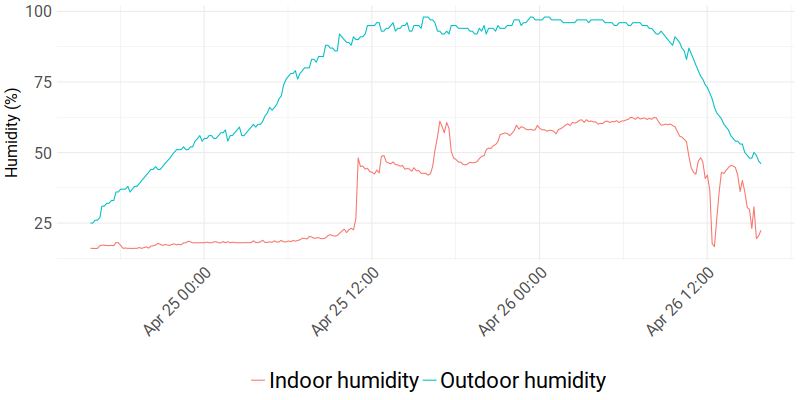 Humidity (%)
100
75
50
25
Apr 25 00:00
Apr 25 12:00
Apr 26 00:00
Apr 26 12:00
Indoor humidity Outdoor humidity